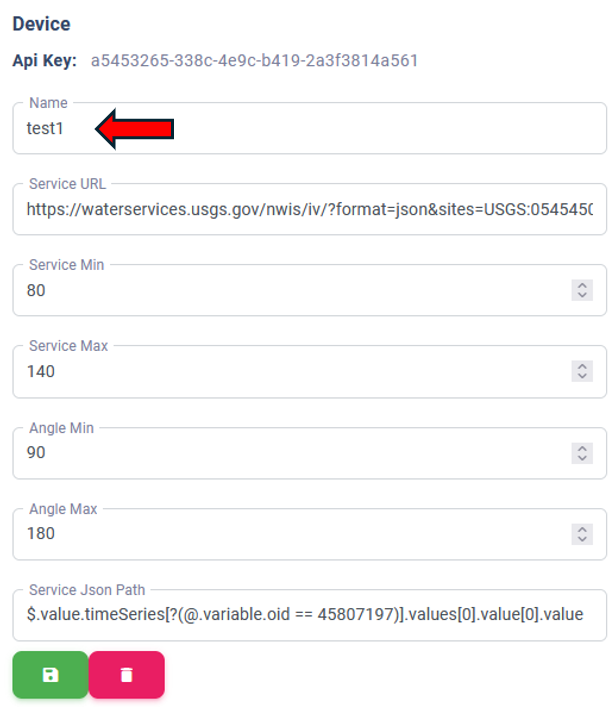 Device
Api Key: a5453265-338c-4e9c-b419-2a3f3814a561
Name
test1
Service URL
https://waterservices.usgs.gov/nwis/iv/?format=json&sites=USGS:0545450
Service Min
80
Service Max
140
Angle Min
90
Angle Max
180
Service Json Path
$.value.timeSeries[?(@.variable.oid == 45807197)].values[0].value[0].value